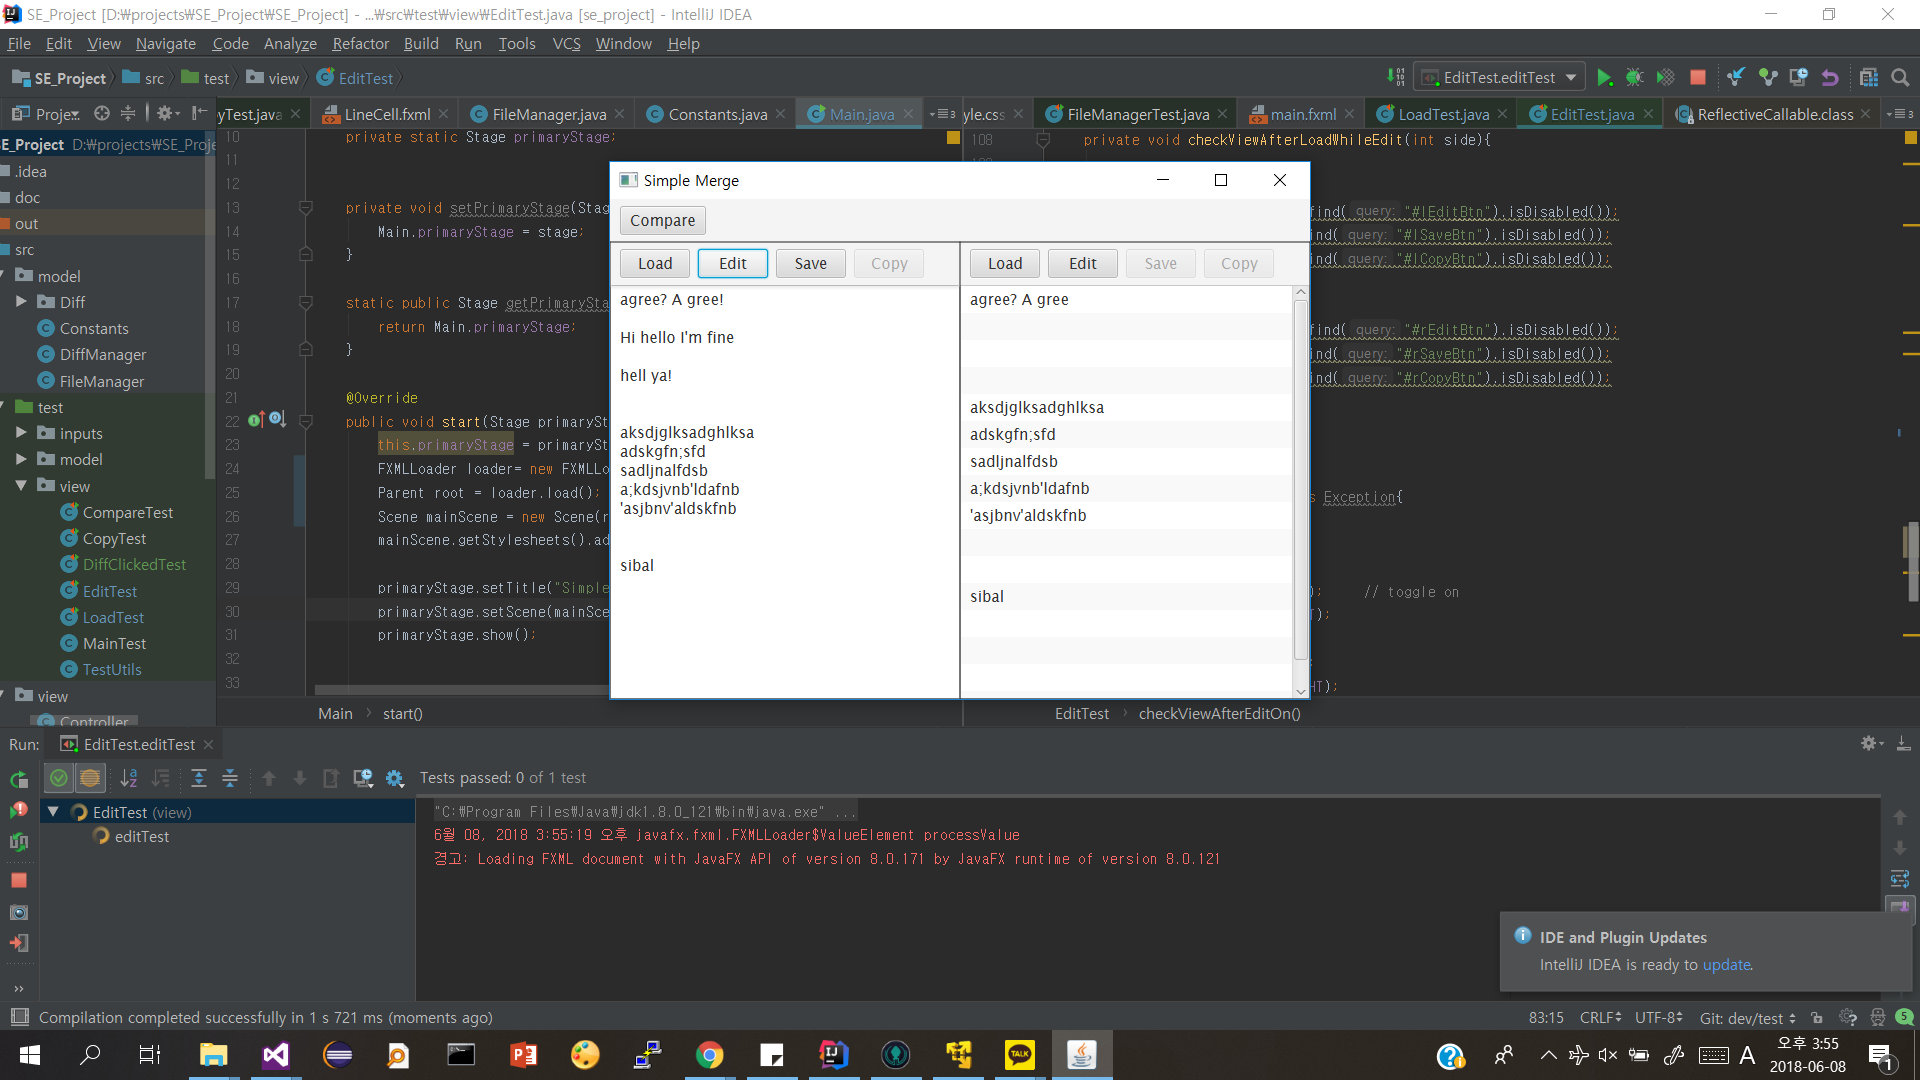 SE_Project [D:₩projects₩SE_Project₩SE_Project] - ...₩src₩test₩view₩EditTest.java [se_project] - IntelliJ IDEA
File Edit View Navigate Code Analyze Refactor Build Run Tools VCS Window Help
SE_Project src test view EditTest
EditTest.editTest
Proje
yTest.java LineCell.fxml FileManager.java Constants.java Main.java
yle.css FileManagerTest.java main.fxml LoadTest.java EditTest.java ReflectiveCallable.class
E_Project D:₩projects₩SE_Proje
.idea
doc
out
src
model
Diff
Constants
DiffManager
FileManager
test
inputs
model
view
CompareTest
CopyTest
DiffClickedTest
EditTest
LoadTest
MainTest
TestUtils
view
Controller
10 private static Stage primaryStage;
11
12
13 private void setPrimaryStage(Stag
14 Main.primaryStage = stage;
15 }
16
17 static public Stage getPrimarySta
18 return Main.primaryStage;
19 }
20
21 @Override
22 public void start(Stage primarySt
23 this.primaryStage = primarySt
24 FXMLLoader loader= new FXMLLo
25 Parent root = loader.load();
26 Scene mainScene = new Scene(r
27 mainScene.getStylesheets().ad
28
29 primaryStage.setTitle("Simple
30 primaryStage.setScene(mainSce
31 primaryStage.show();
32
33
Main start()
Simple Merge
Compare
Load Edit Save Copy
agree? A gree!
Hi hello I'm fine
hell ya!
aksdjglksadghlksa
adskgfn;sfd
sadljnalfdsb
a;kdsjvnb'ldafnb
'asjbnv'aldskfnb
sibal
Load Edit Save Copy
agree? A gree
aksdjglksadghlksa
adskgfn;sfd
sadljnalfdsb
a;kdsjvnb'ldafnb
'asjbnv'aldskfnb
sibal
108 private void checkViewAfterLoadWhileEdit(int side){
find( query: "#lEditBtn").isDisabled());
ind( query: "#lSaveBtn").isDisabled());
ind( query: "#lCopyBtn").isDisabled());
find( query: "#rEditBtn").isDisabled());
ind( query: "#rSaveBtn").isDisabled());
ind( query: "#rCopyBtn").isDisabled());
s Exception{
); // toggle on
T);
;
HT);
EditTest checkViewAfterEditOn()
Run: EditTest.editTest
Tests passed: 0 of 1 test
EditTest (view)
editTest
"C:₩Program Files₩Java₩jdk1.8.0_121₩bin₩java.exe" ...
6월 08, 2018 3:55:19 오후 javafx.fxml.FXMLLoader$ValueElement processValue
경고: Loading FXML document with JavaFX API of version 8.0.171 by JavaFX runtime of version 8.0.121
IDE and Plugin Updates
IntelliJ IDEA is ready to update.
Compilation completed successfully in 1 s 721 ms (moments ago)
83:15 CRLF UTF-8 Git: dev/test 5
A 오후 3:55
2018-06-08 1